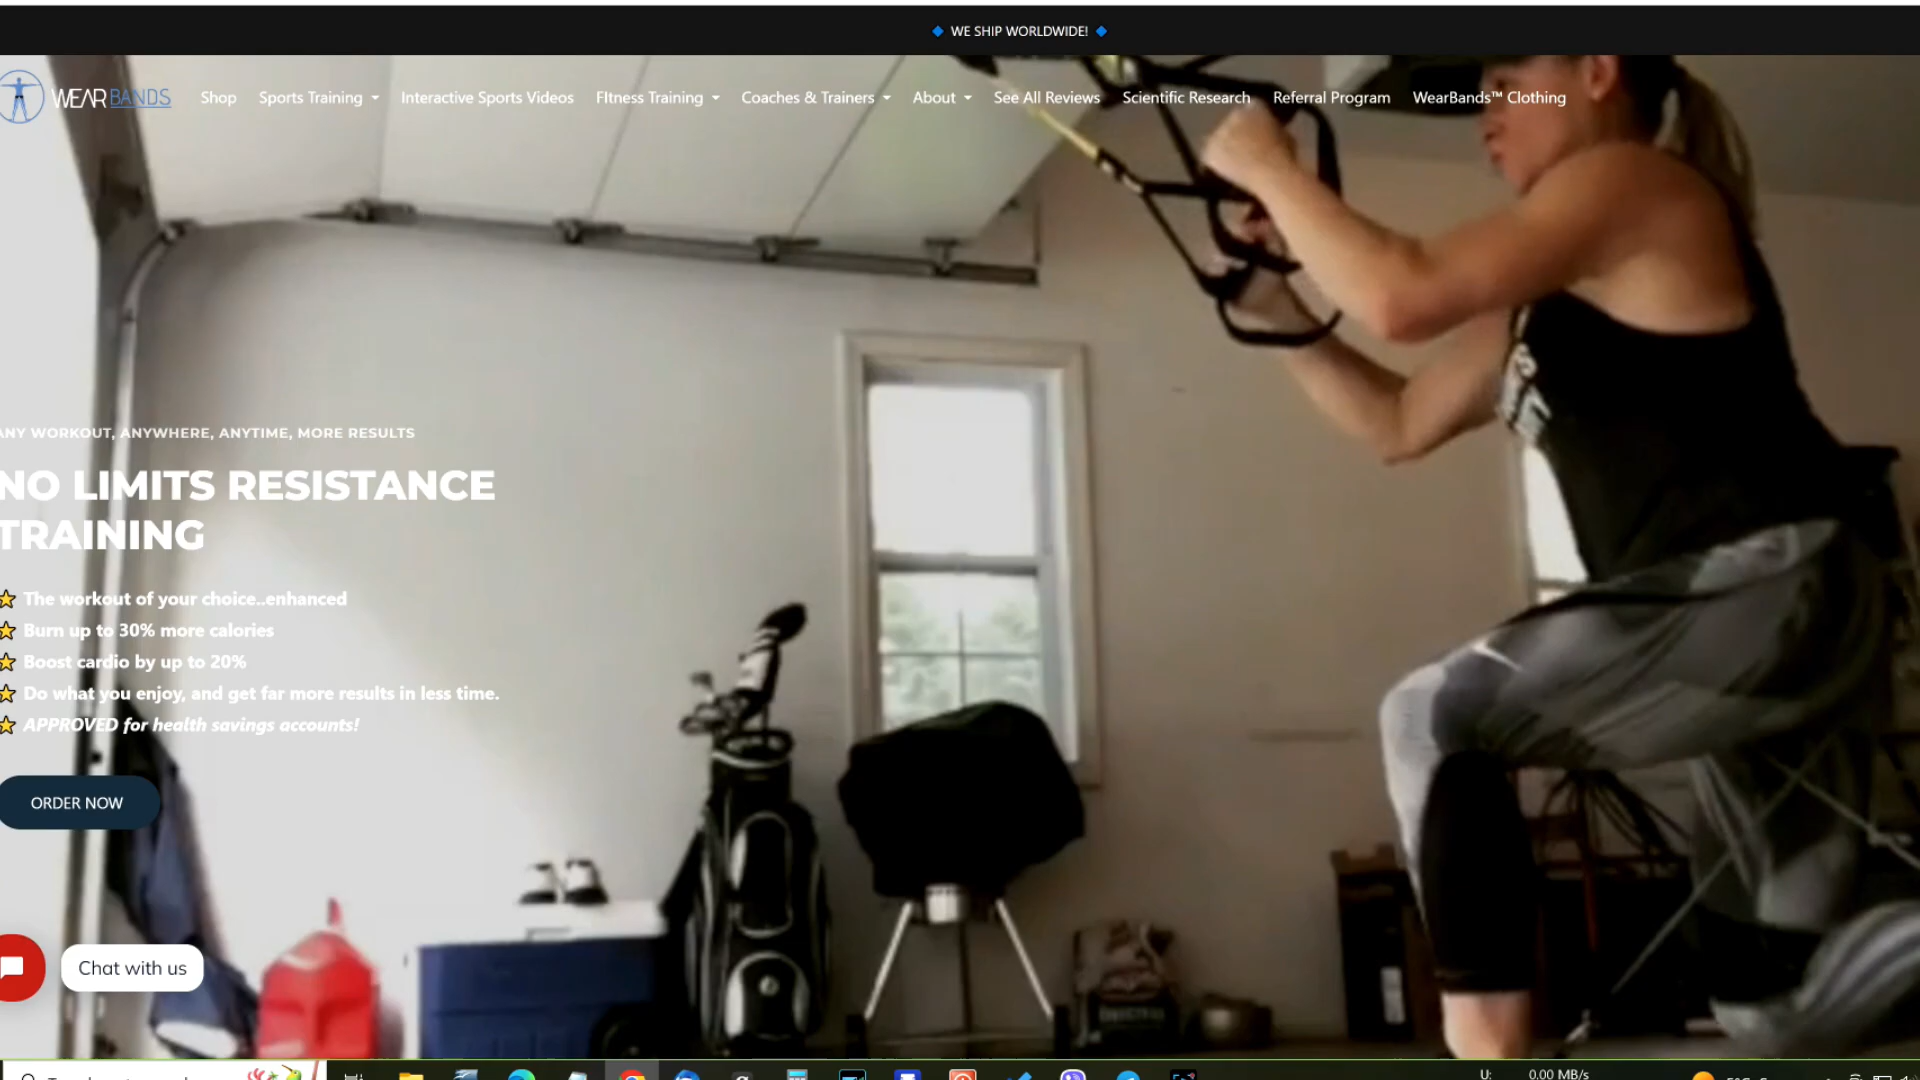 WE SHIP WORLDWIDE!
WEARBANDS
Shop
Sports Training
Interactive Sports Videos
FItness Training
Coaches & Trainers
About
See All Reviews
Scientific Research
Referral Program
WearBands™ Clothing
ANY WORKOUT, ANYWHERE, ANYTIME, MORE RESULTS
NO LIMITS RESISTANCE
TRAINING
The workout of your choice..enhanced
Burn up to 30% more calories
Boost cardio by up to 20%
Do what you enjoy, and get far more results in less time.
APPROVED for health savings accounts!
ORDER NOW
Chat with us
U:
0.00 MB/s